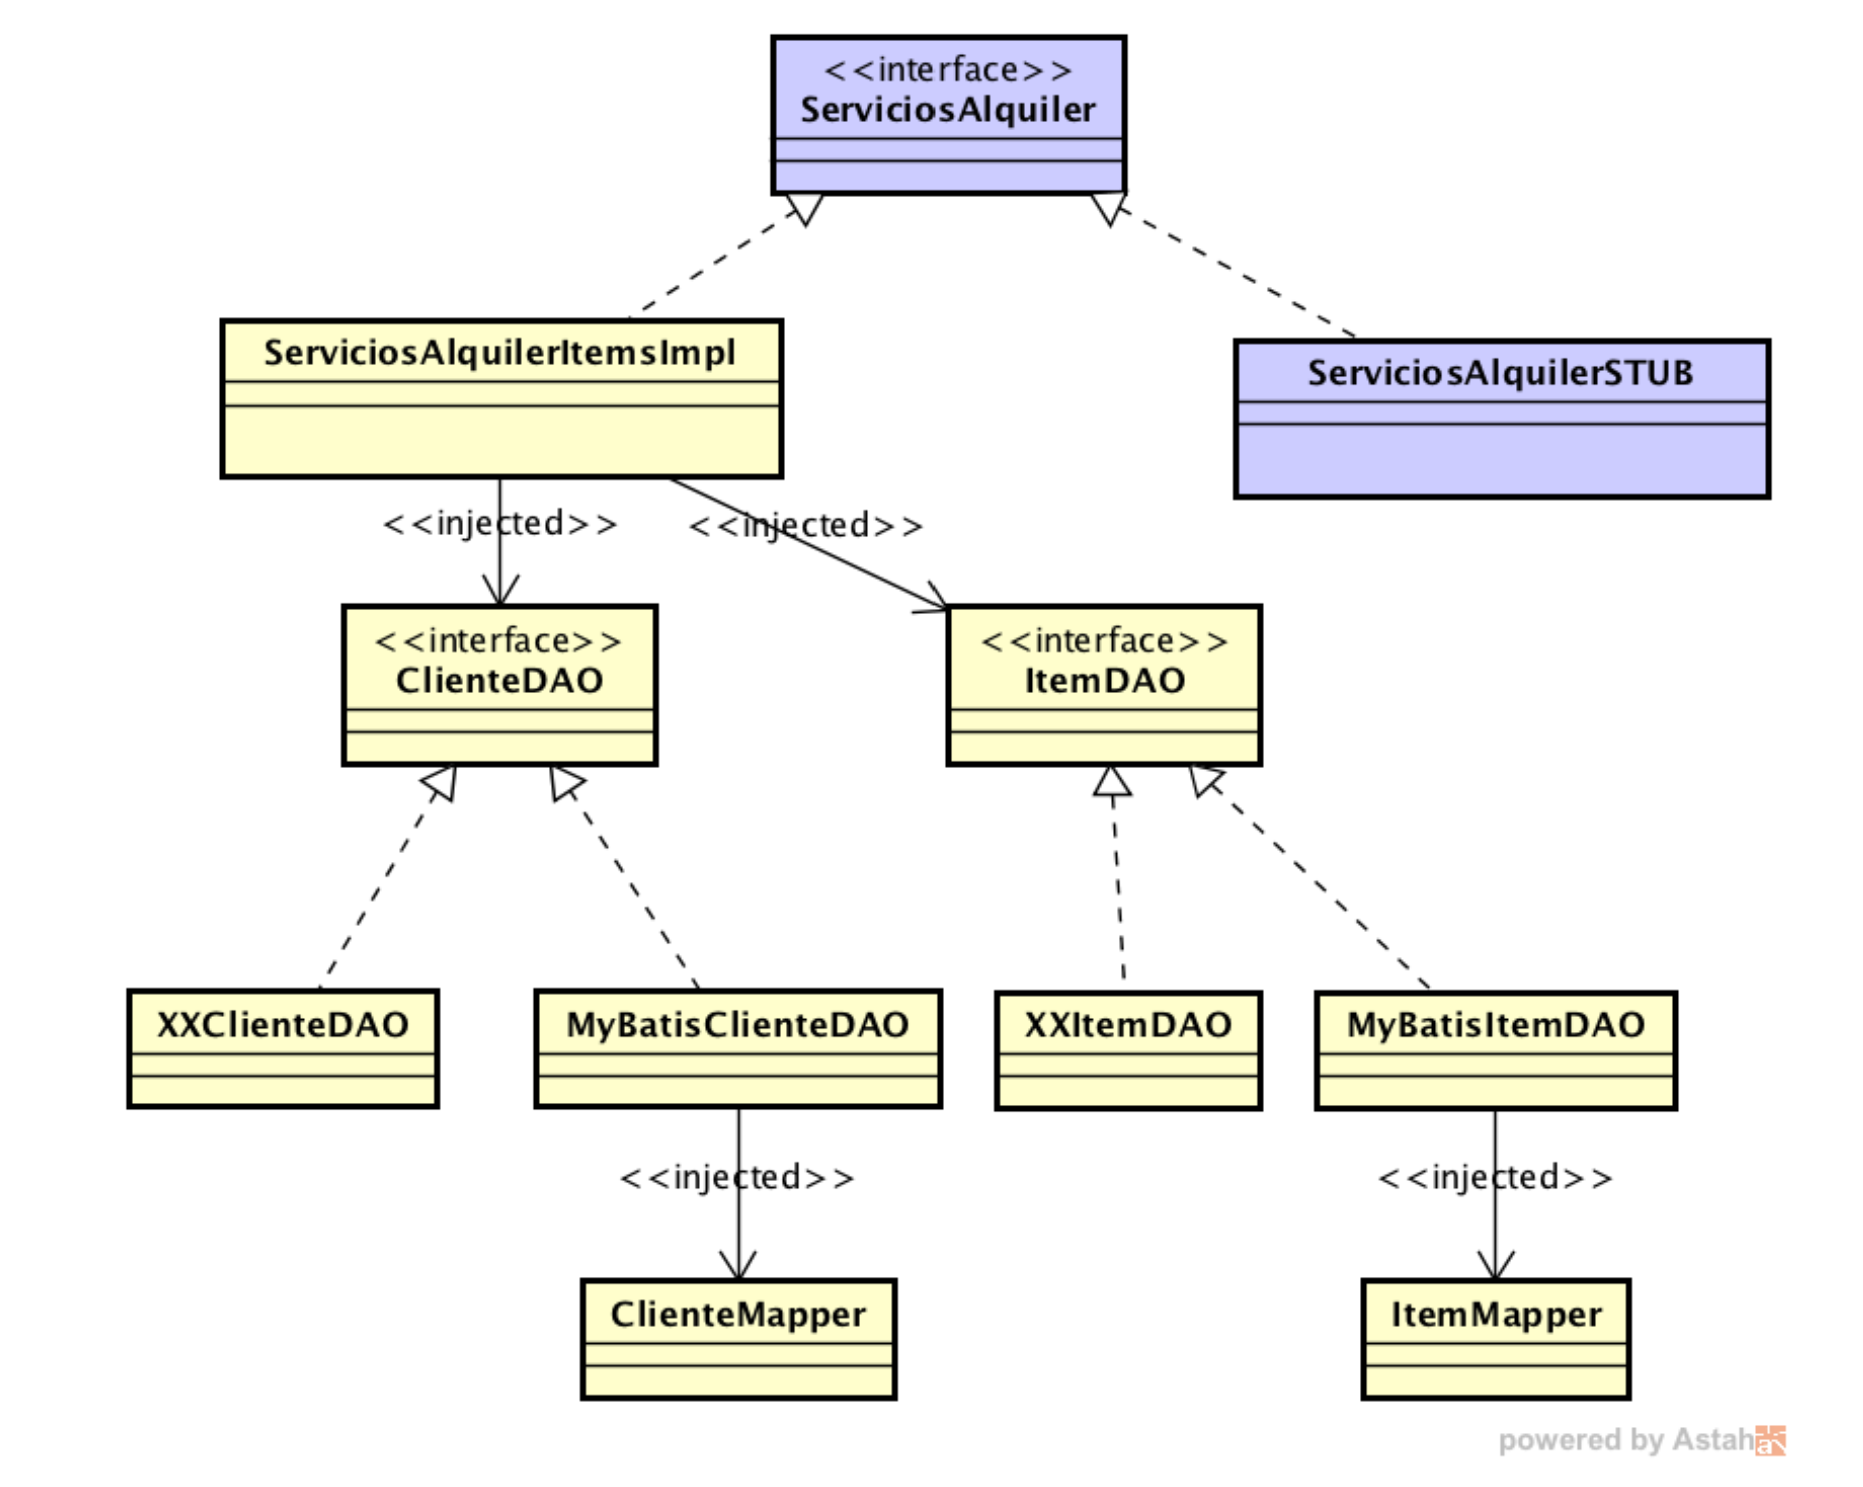 <<interface>>
ServiciosAlquiler
ServiciosAlquilerItemsImpl
ServiciosAlquilerSTUB
<<injected>>
<<injected>>
<<interface>>
ClienteDAO
<<interface>>
ItemDAO
XXClienteDAO
MyBatisClienteDAO
XXItemDAO
MyBatisItemDAO
<<injected>>
<<injected>>
ClienteMapper
ItemMapper
powered by Astah